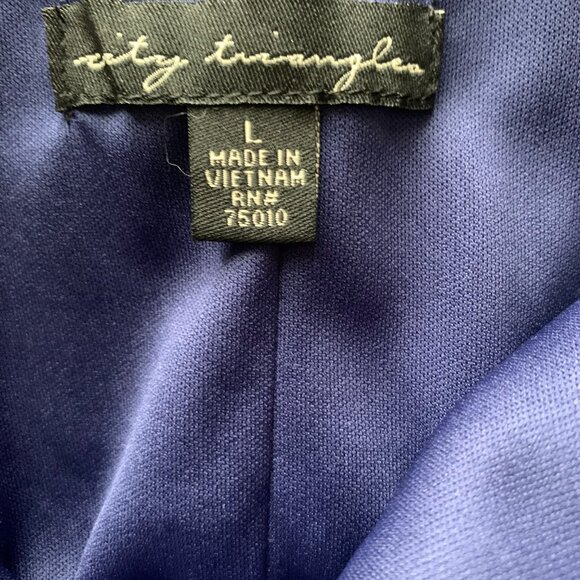 city triangles
L
MADE IN
VIETNAM
RN#
75010